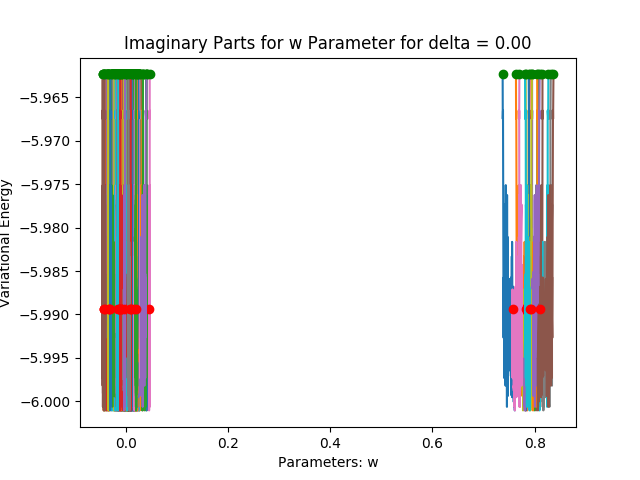 Imaginary Parts for w Parameter for delta = 0.00
Variational Energy
−5.965
−5.970
−5.975
−5.980
−5.985
−5.990
−5.995
−6.000
0.0 0.2 0.4 0.6 0.8
Parameters: w